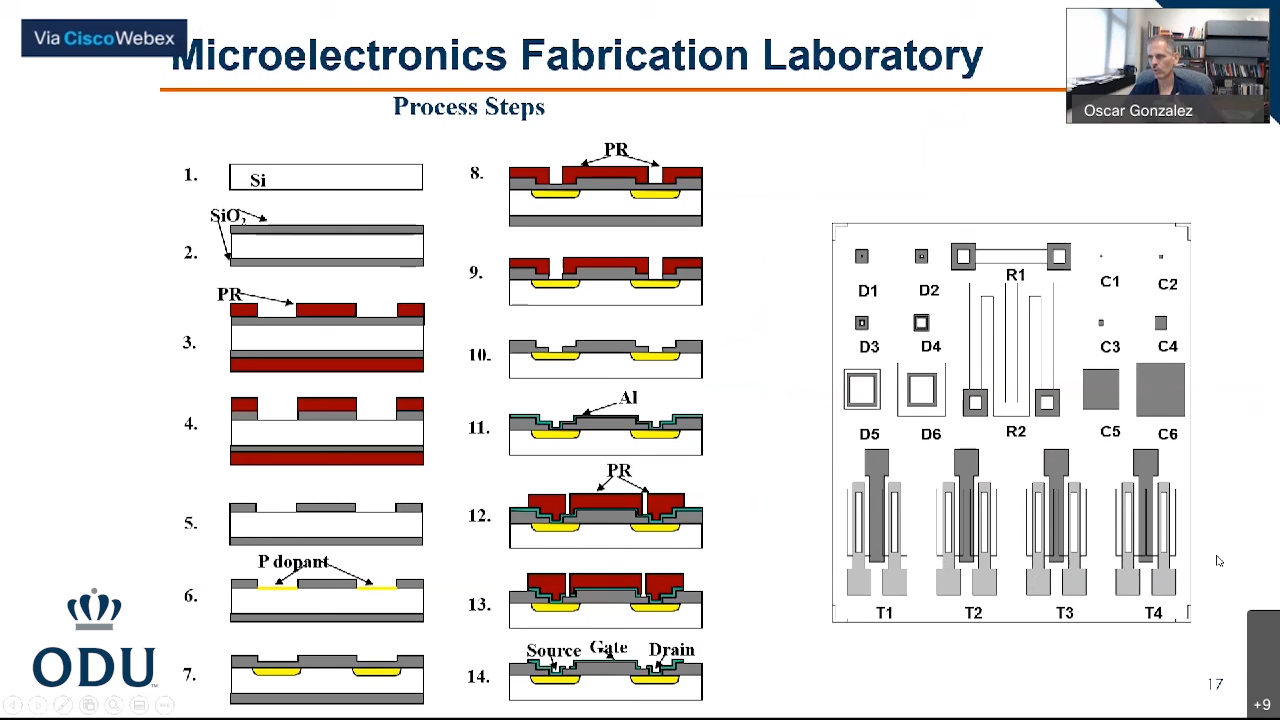 Via CiscoWebex
Microelectronics Fabrication Laboratory
Oscar Gonzalez
Process Steps
1.
Si
SiO2
2.
PR
3.
4.
5.
P dopant
6.
7.
PR
8.
9.
10.
Al
11.
PR
12.
13.
Source Gate Drain
14.
D1 D2 R1 C1 C2
D3 D4 C3 C4
D5 D6 R2 C5 C6
T1 T2 T3 T4
ODU
17
+9